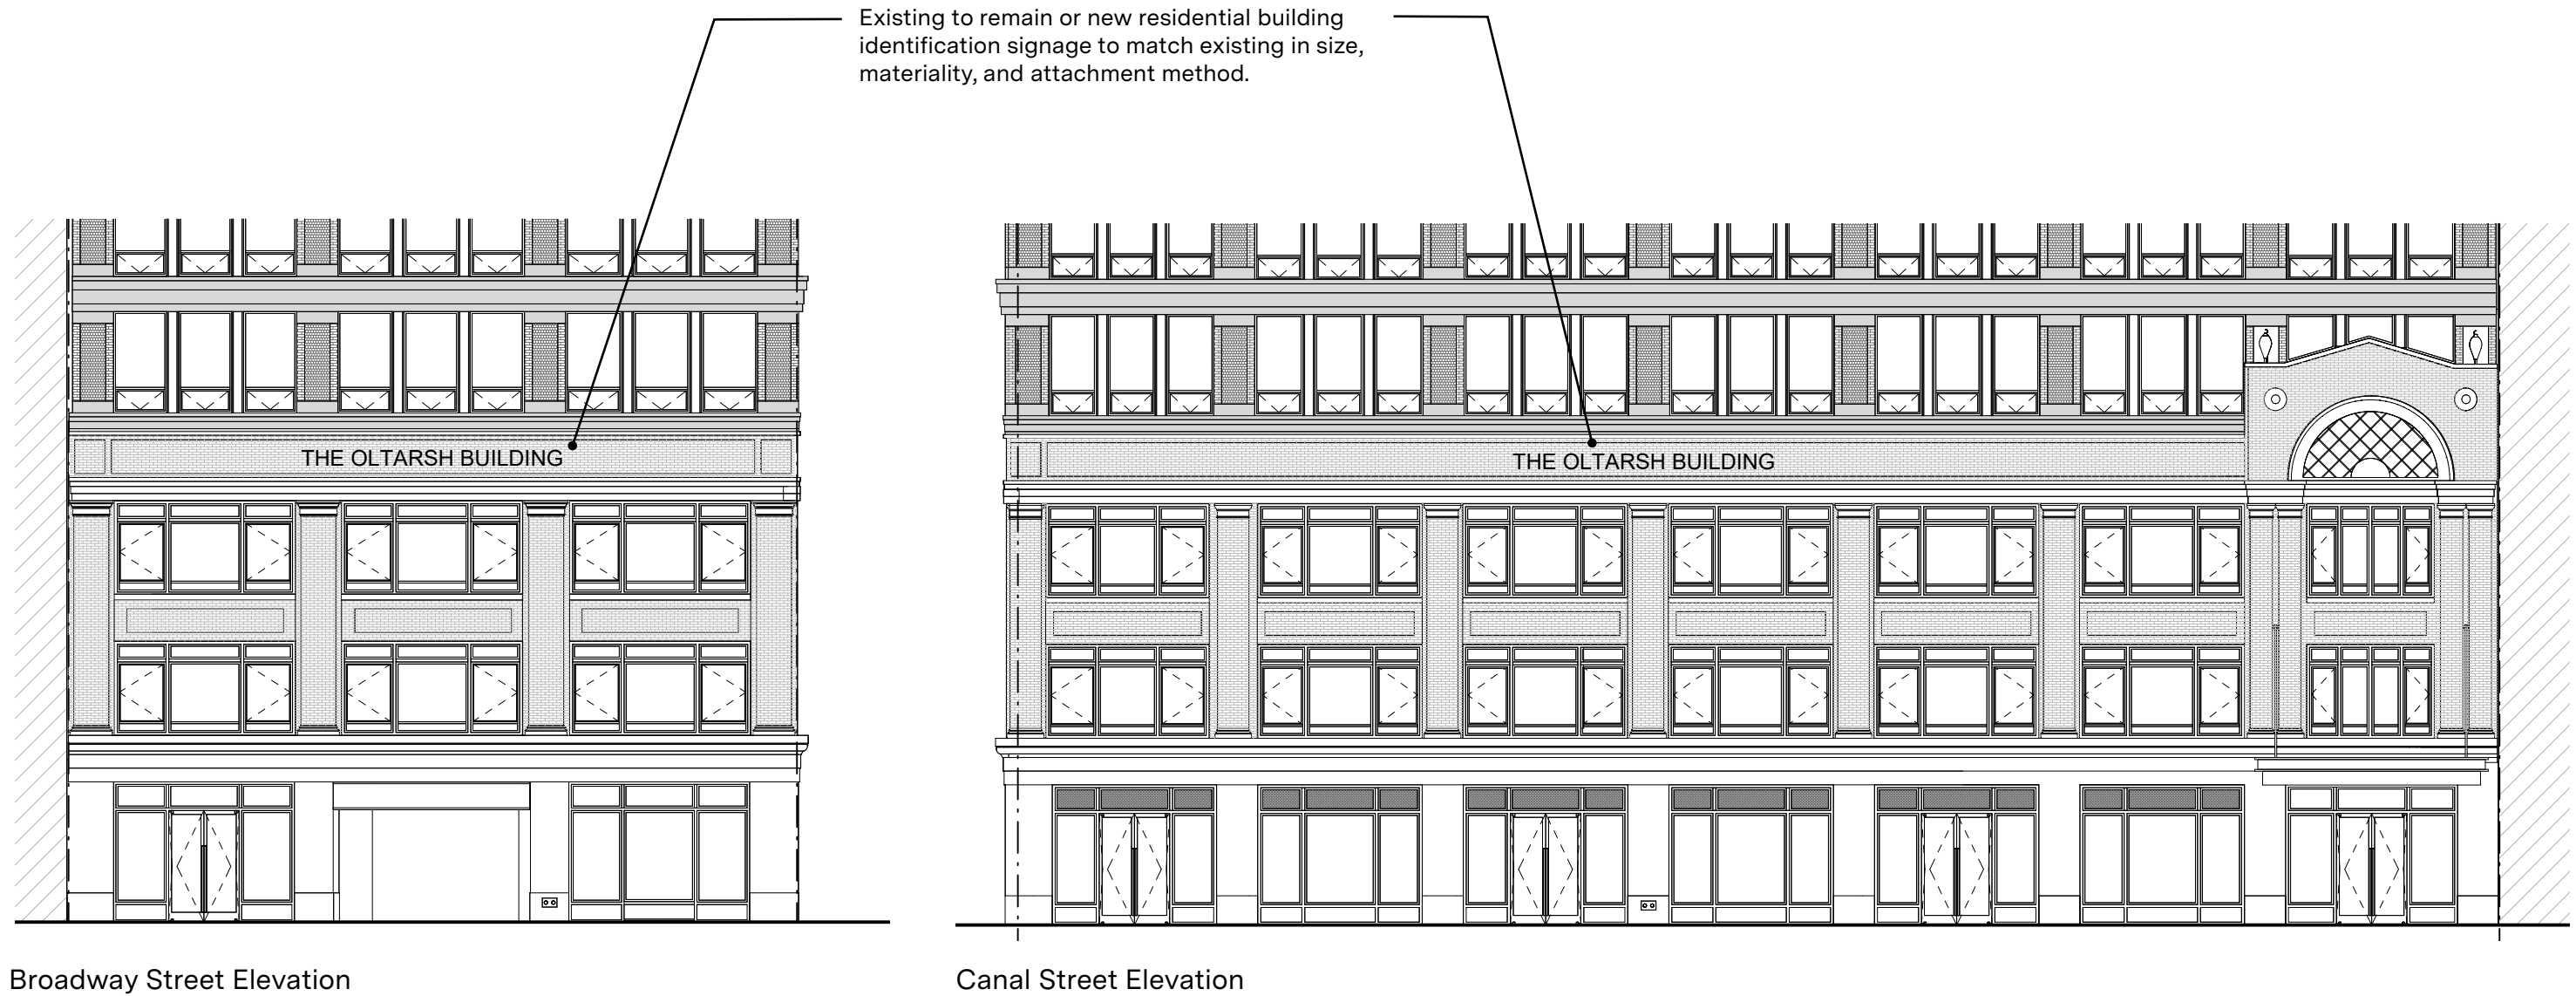 Existing to remain or new residential building
identification signage to match existing in size,
materiality, and attachment method.
THE OLTARSH BUILDING
THE OLTARSH BUILDING
Broadway Street Elevation
Canal Street Elevation